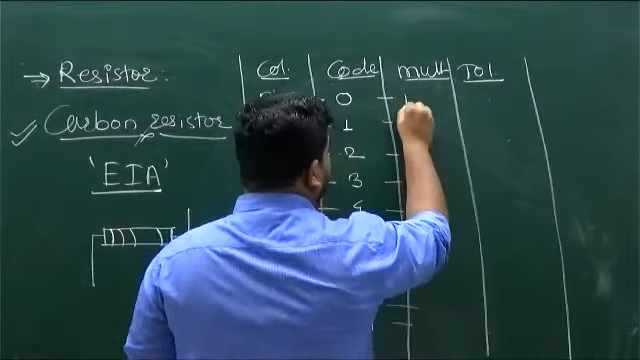 → Resistor :
✓ Carbon resistor
'EIA'
Col. Code mult Tol.
0
1
2
3